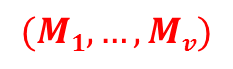 (M₁, …, Mᵥ)